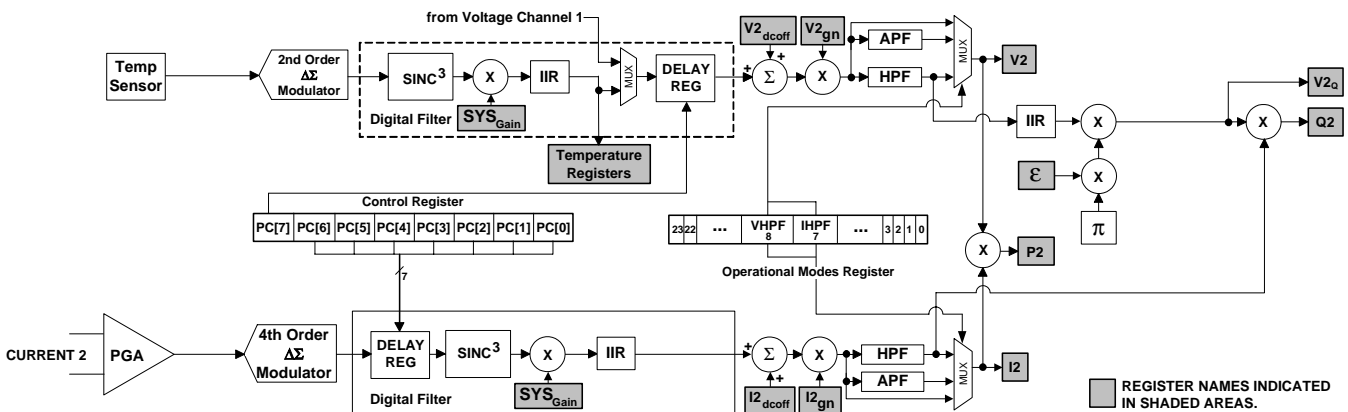 from Voltage Channel 1
Temp
Sensor
2nd Order
ΔΣ
Modulator
SINC3
X
IIR
MUX
DELAY
REG
Digital Filter
SYSGain
Temperature
Registers
V2dcoff
V2gn
+
+
Σ
X
APF
HPF
MUX
V2
IIR
X
V2Q
X
Q2
ε
X
π
Control Register
PC[7]
PC[6]
PC[5]
PC[4]
PC[3]
PC[2]
PC[1]
PC[0]
7
23
22
...
VHPF
8
IHPF
7
...
3
2
1
0
Operational Modes Register
X
P2
CURRENT 2
PGA
4th Order
ΔΣ
Modulator
DELAY
REG
SINC3
X
IIR
SYSGain
Digital Filter
+
+
Σ
X
I2dcoff
I2gn
HPF
APF
MUX
I2
REGISTER NAMES INDICATED
IN SHADED AREAS.